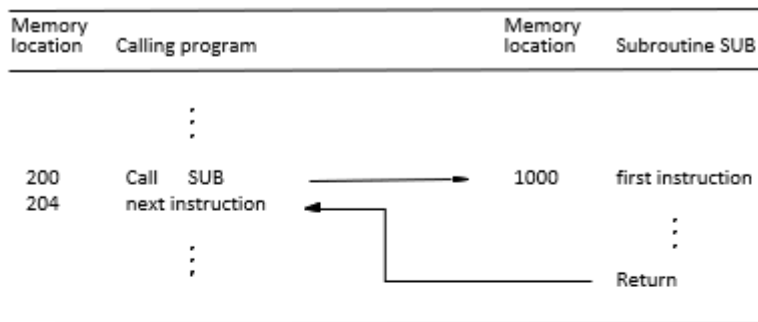 Memory location Calling program Memory location Subroutine SUB
200 Call SUB 1000 first instruction
204 next instruction
Return